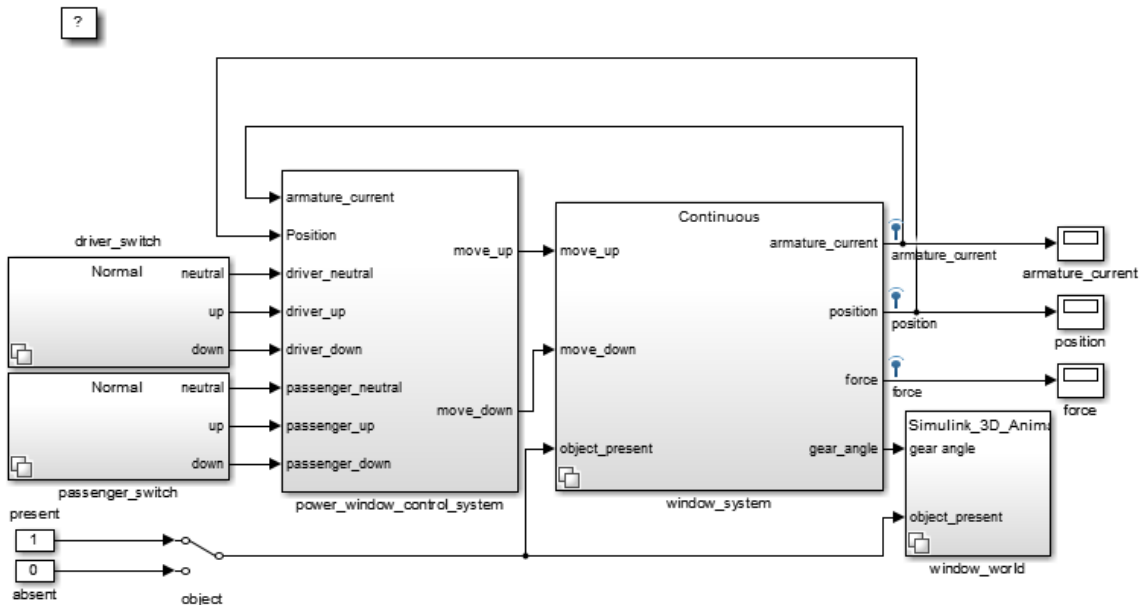 ?
driver_switch
Normal
neutral
up
down
Normal
neutral
up
down
passenger_switch
present
1
0
absent
object
armature_current
Position
driver_neutral
driver_up
driver_down
passenger_neutral
passenger_up
passenger_down
move_up
move_down
power_window_control_system
Continuous
move_up
move_down
object_present
armature_current
position
force
gear_angle
window_system
armature_current
position
force
armature_current
position
force
Simulink_3D_Anima
gear angle
object_present
window_world